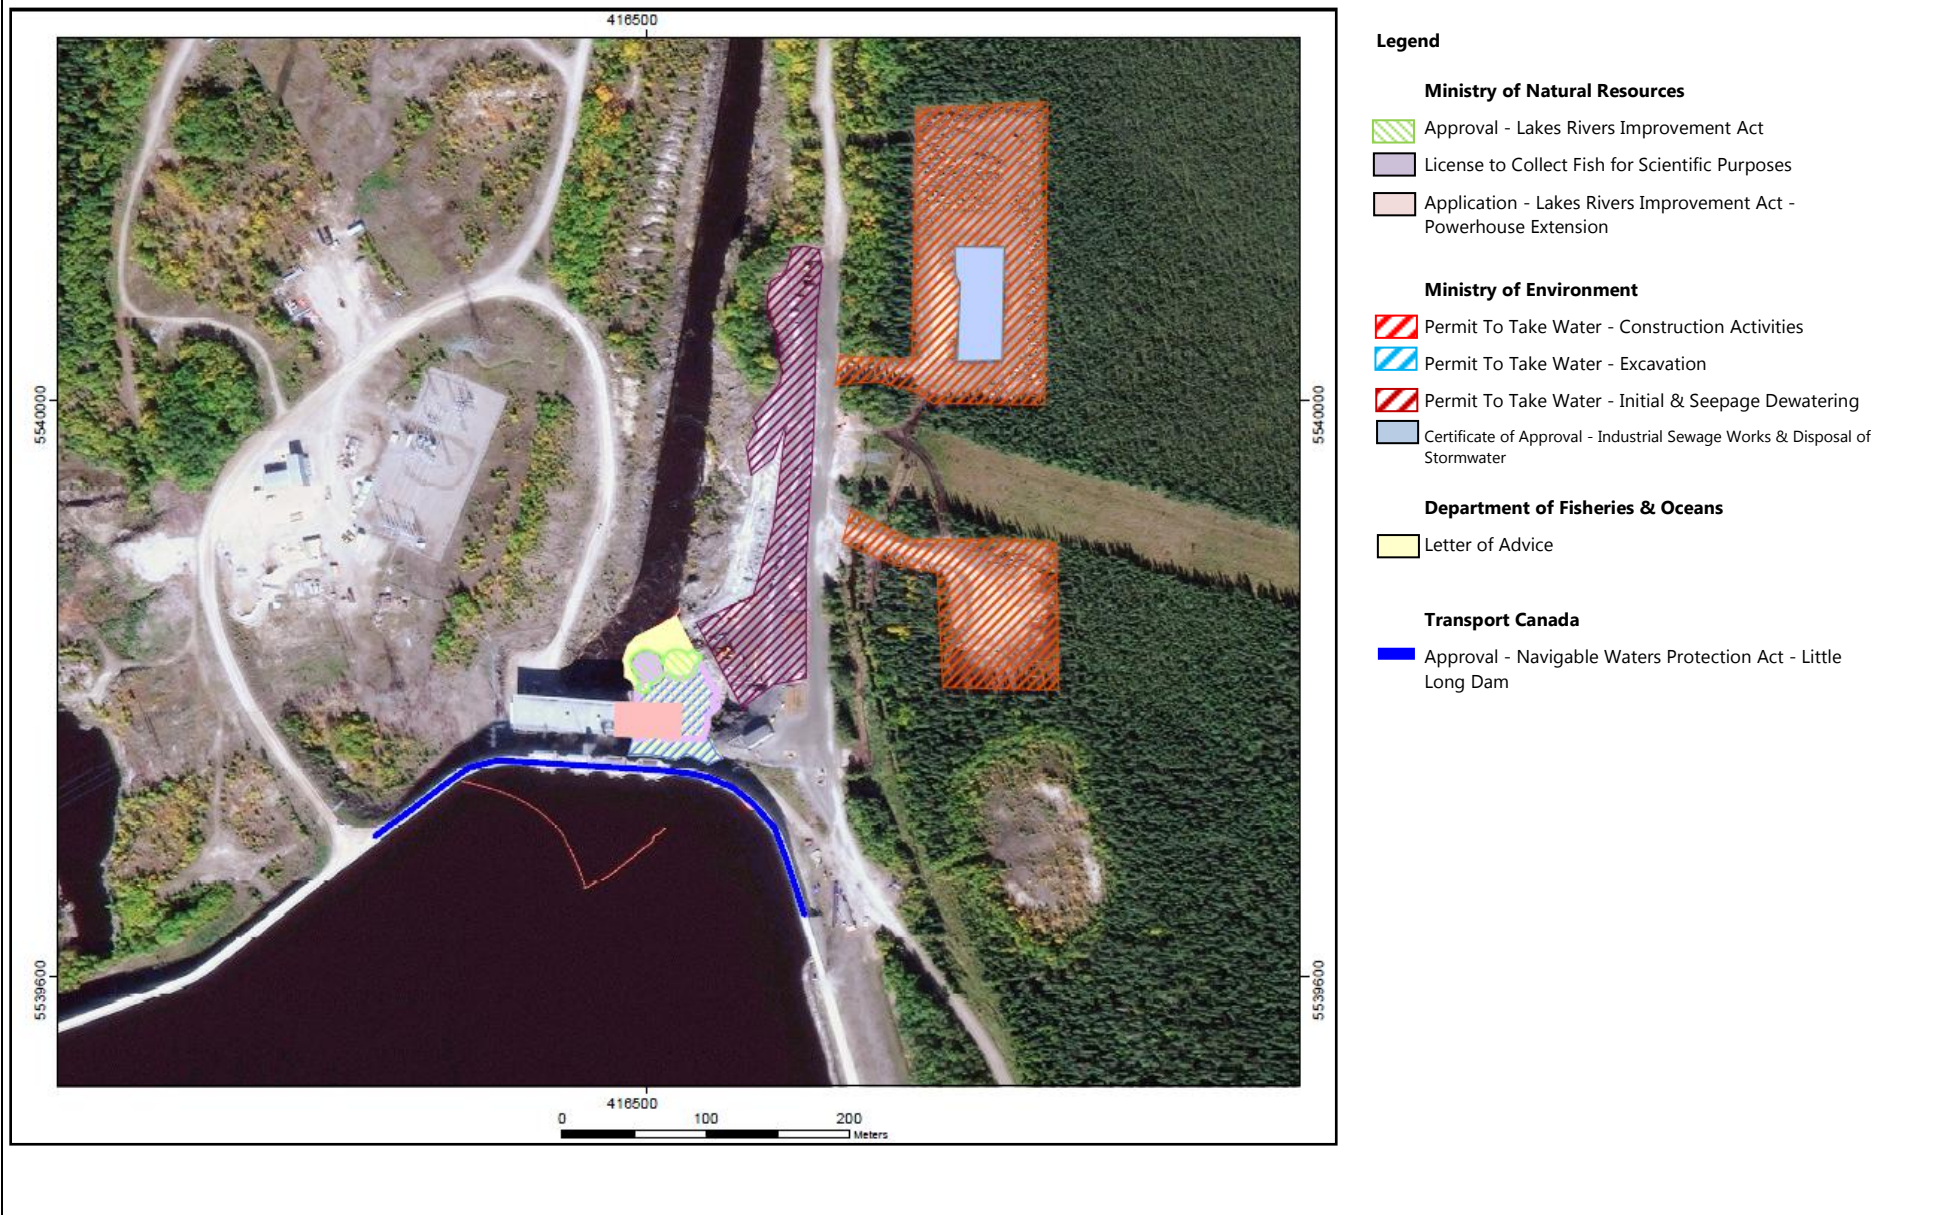 416500
Legend
Ministry of Natural Resources
Approval - Lakes Rivers Improvement Act
License to Collect Fish for Scientific Purposes
Application - Lakes Rivers Improvement Act -
Powerhouse Extension
Ministry of Environment
Permit To Take Water - Construction Activities
Permit To Take Water - Excavation
Permit To Take Water - Initial & Seepage Dewatering
Certificate of Approval - Industrial Sewage Works & Disposal of
Stormwater
Department of Fisheries & Oceans
Letter of Advice
Transport Canada
Approval - Navigable Waters Protection Act - Little
Long Dam
5540000
5540000
5539600
5539600
416500
0 100 200
Meters